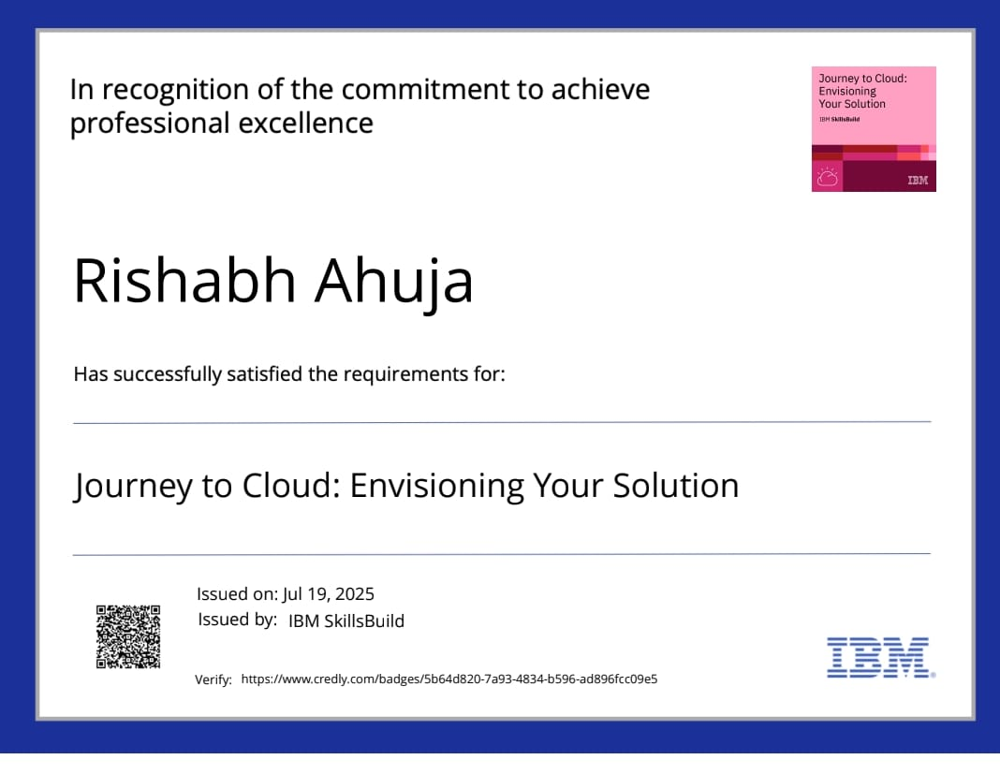 In recognition of the commitment to achieve
professional excellence
Journey to Cloud:
Envisioning
Your Solution
IBM SkillsBuild
IBM
Rishabh Ahuja
Has successfully satisfied the requirements for:
Journey to Cloud: Envisioning Your Solution
Issued on: Jul 19, 2025
Issued by: IBM SkillsBuild
Verify: https://www.credly.com/badges/5b64d820-7a93-4834-b596-ad896fcc09e5
IBM®